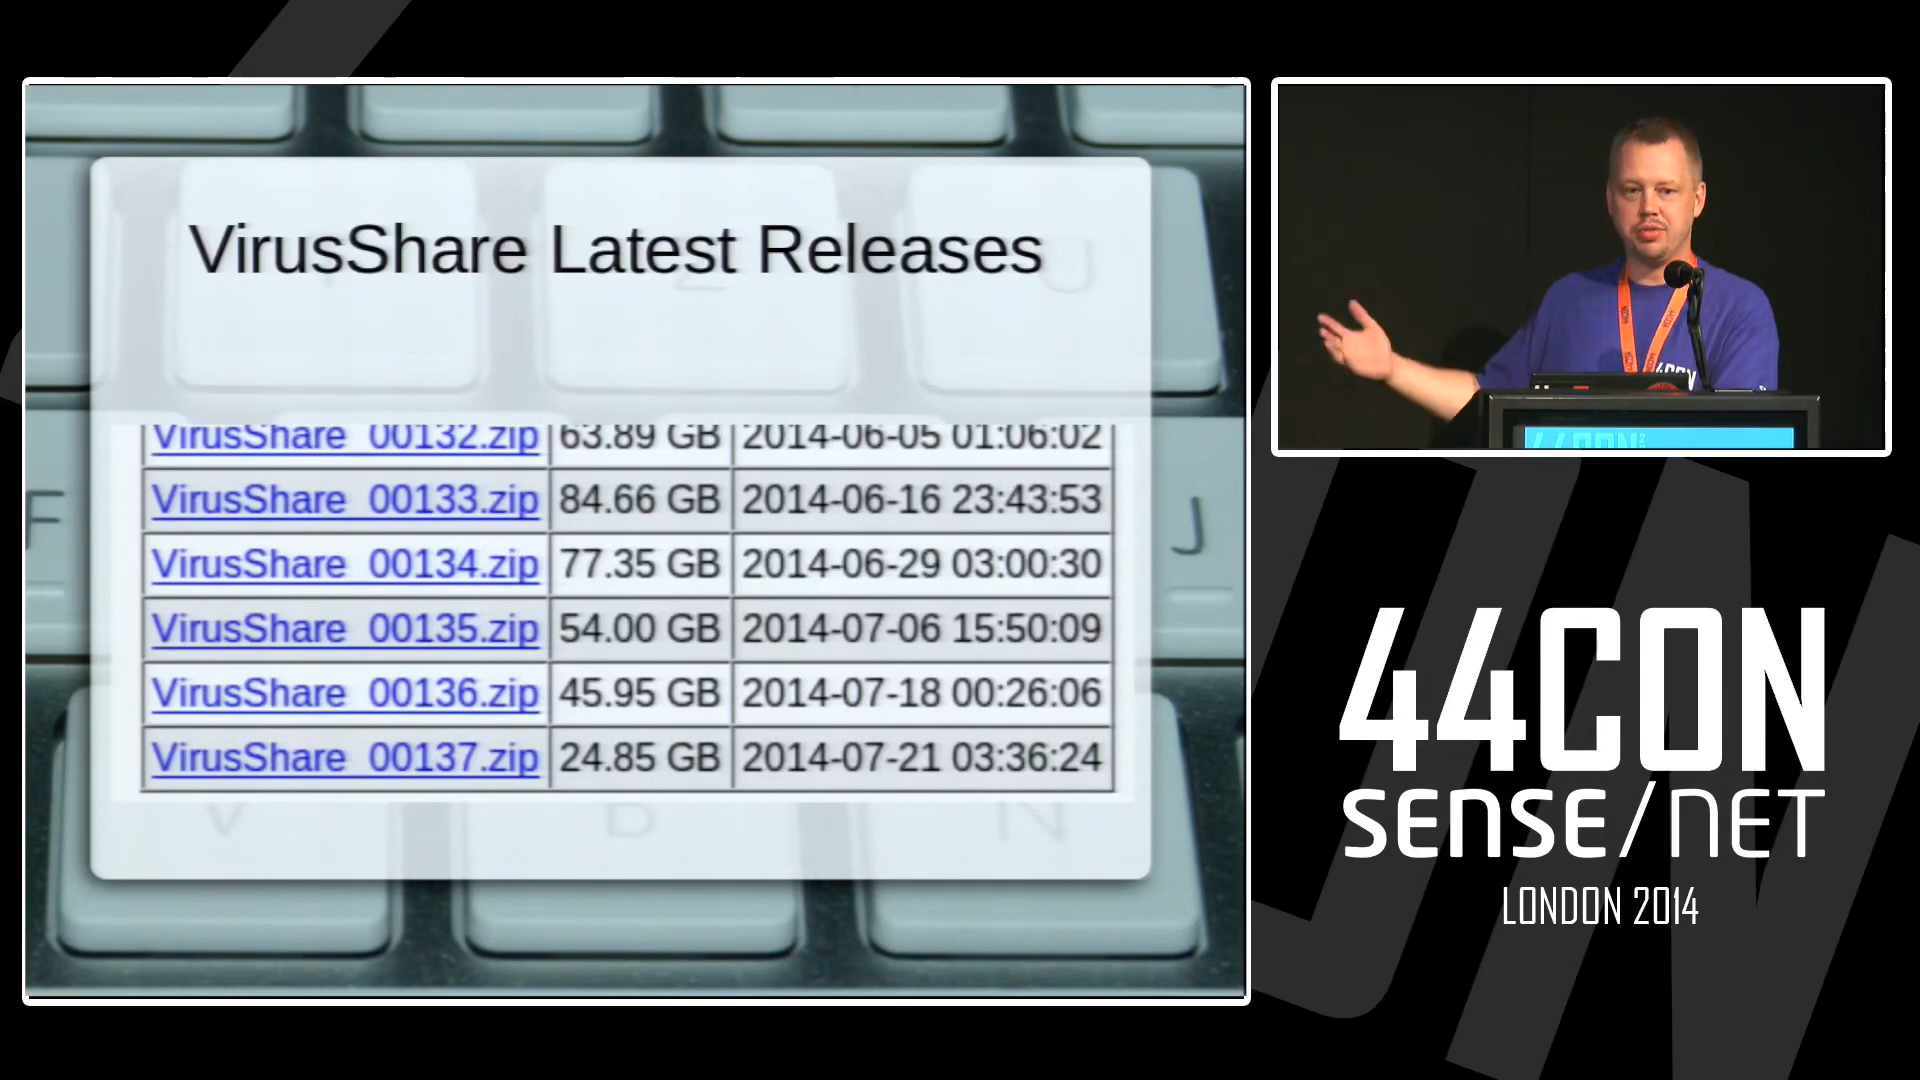 VirusShare Latest Releases
VirusShare_00132.zip 63.89 GB 2014-06-05 01:06:02
VirusShare_00133.zip 84.66 GB 2014-06-16 23:43:53
VirusShare_00134.zip 77.35 GB 2014-06-29 03:00:30
VirusShare_00135.zip 54.00 GB 2014-07-06 15:50:09
VirusShare_00136.zip 45.95 GB 2014-07-18 00:26:06
VirusShare_00137.zip 24.85 GB 2014-07-21 03:36:24
F
J
V B N
Z U
44CON
44CON
44CON
SENSE/NET
LONDON 2014